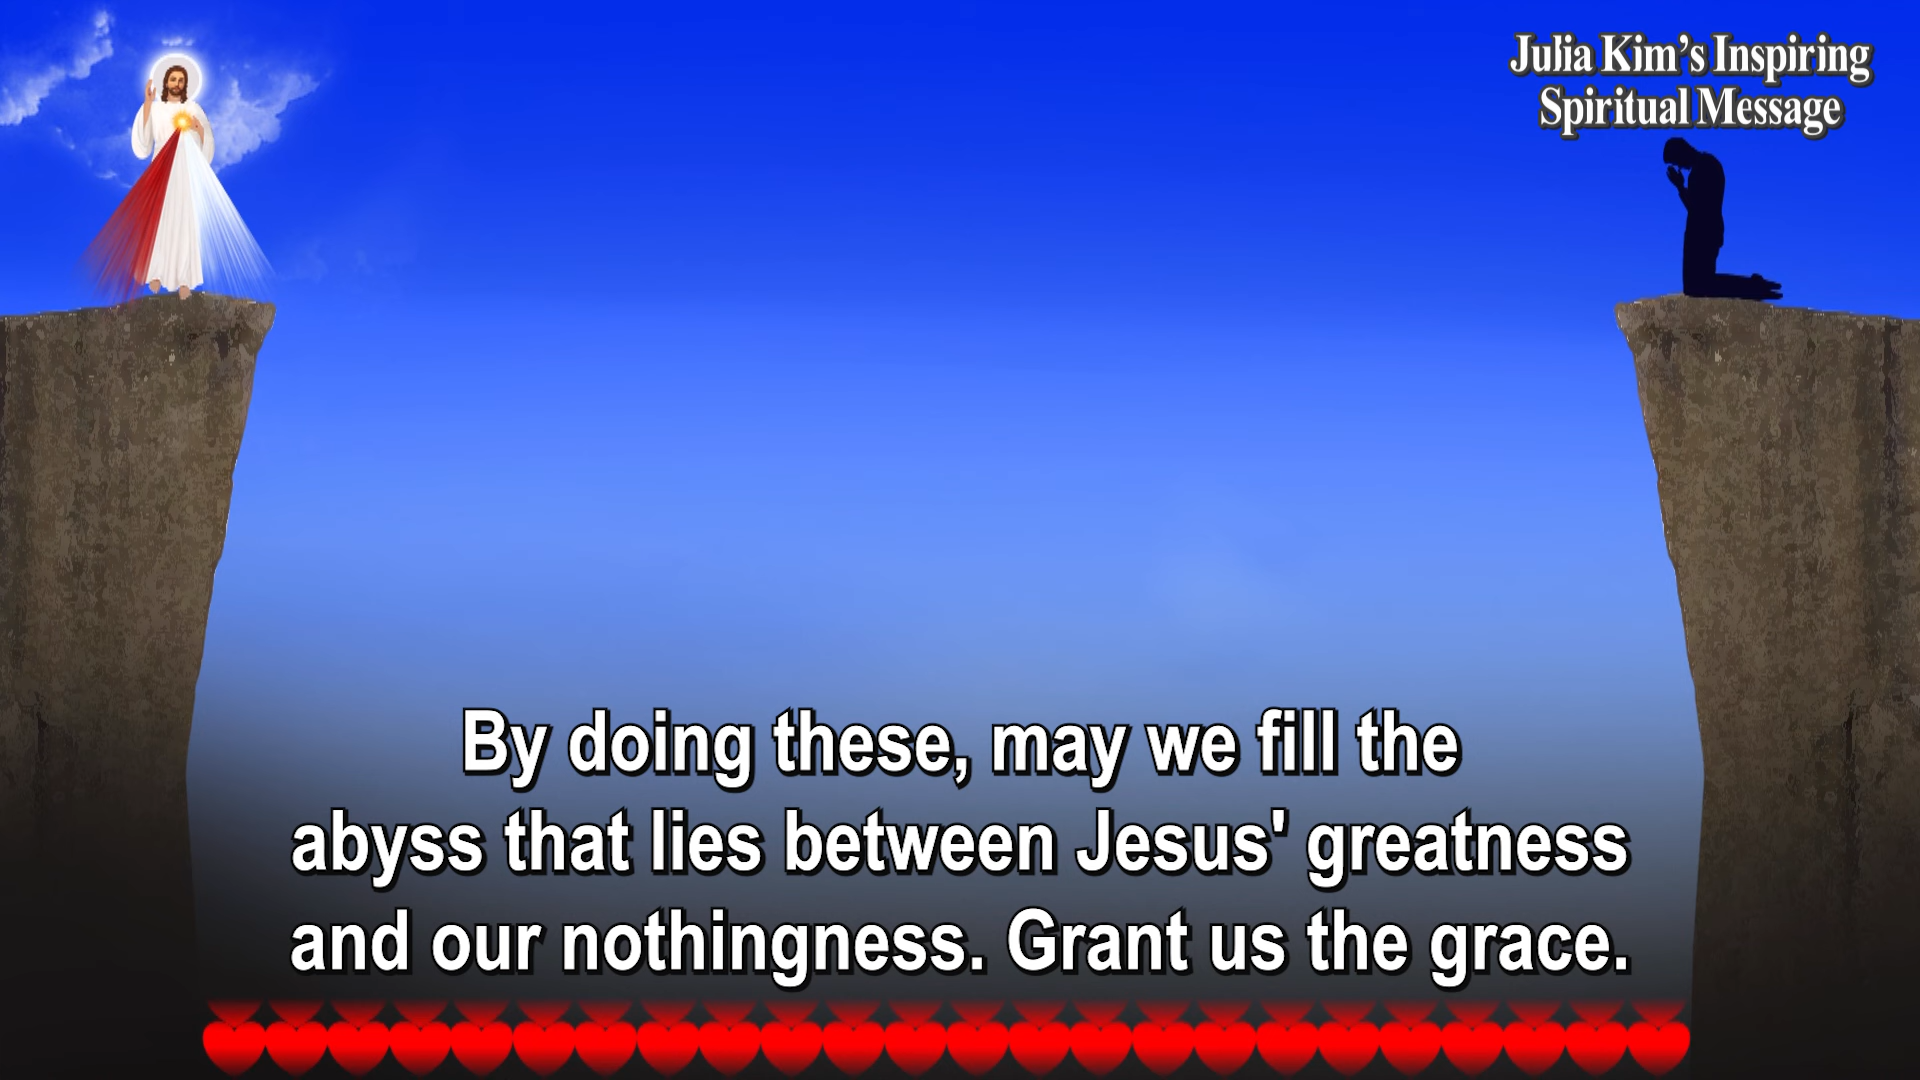 Julia Kim’s Inspiring
Spiritual Message
By doing these, may we fill the
abyss that lies between Jesus' greatness
and our nothingness. Grant us the grace.